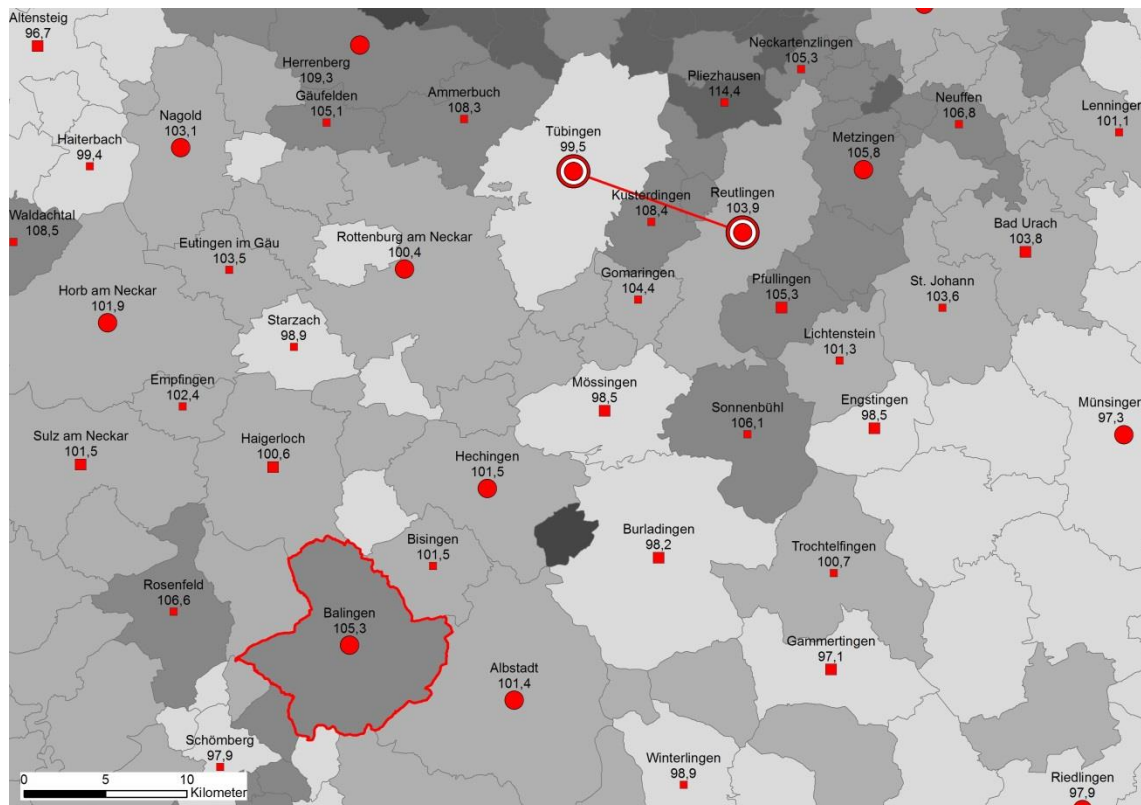 Altensteig
96,7
Herrenberg
109,3
Gäufelden
105,1
Ammerbuch
108,3
Neckartenzlingen
105,3
Pliezhausen
114,4
Neuffen
106,8
Lenningen
101,1
Nagold
103,1
Haiterbach
99,4
Tübingen
99,5
Metzingen
105,8
Waldachtal
108,5
Kusterdingen
108,4
Reutlingen
103,9
Eutingen im Gäu
103,5
Rottenburg am Neckar
100,4
Bad Urach
103,8
Horb am Neckar
101,9
Gomaringen
104,4
Pfullingen
105,3
St. Johann
103,6
Starzach
98,9
Lichtenstein
101,3
Empfingen
102,4
Mössingen
98,5
Sonnenbühl
106,1
Engstingen
98,5
Münsingen
97,3
Sulz am Neckar
101,5
Haigerloch
100,6
Hechingen
101,5
Bisingen
101,5
Burladingen
98,2
Trochtelfingen
100,7
Rosenfeld
106,6
Balingen
105,3
Albstadt
101,4
Gammertingen
97,1
Schömberg
97,9
Winterlingen
98,9
Riedlingen
97,9
0 5 10
Kilometer